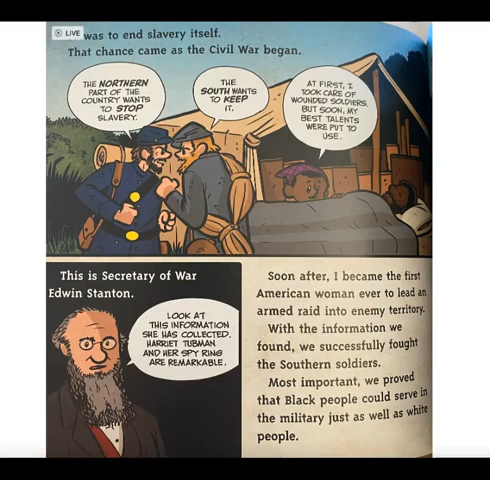 LIVE
was to end slavery itself.
That chance came as the Civil War began.
THE NORTHERN
PART OF THE
COUNTRY WANTS
TO STOP
SLAVERY.
THE
SOUTH WANTS
TO KEEP
IT.
AT FIRST, I
TOOK CARE OF
WOUNDED SOLDIERS.
BUT SOON, MY
BEST TALENTS
WERE PUT TO
USE.
This is Secretary of War
Edwin Stanton.
LOOK AT
THIS INFORMATION
SHE HAS COLLECTED.
HARRIET TUBMAN
AND HER SPY RING
ARE REMARKABLE.
Soon after, I became the first
American woman ever to lead an
armed raid into enemy territory.
With the information we
found, we successfully fought
the Southern soldiers.
Most important, we proved
that Black people could serve in
the military just as well as white
people.